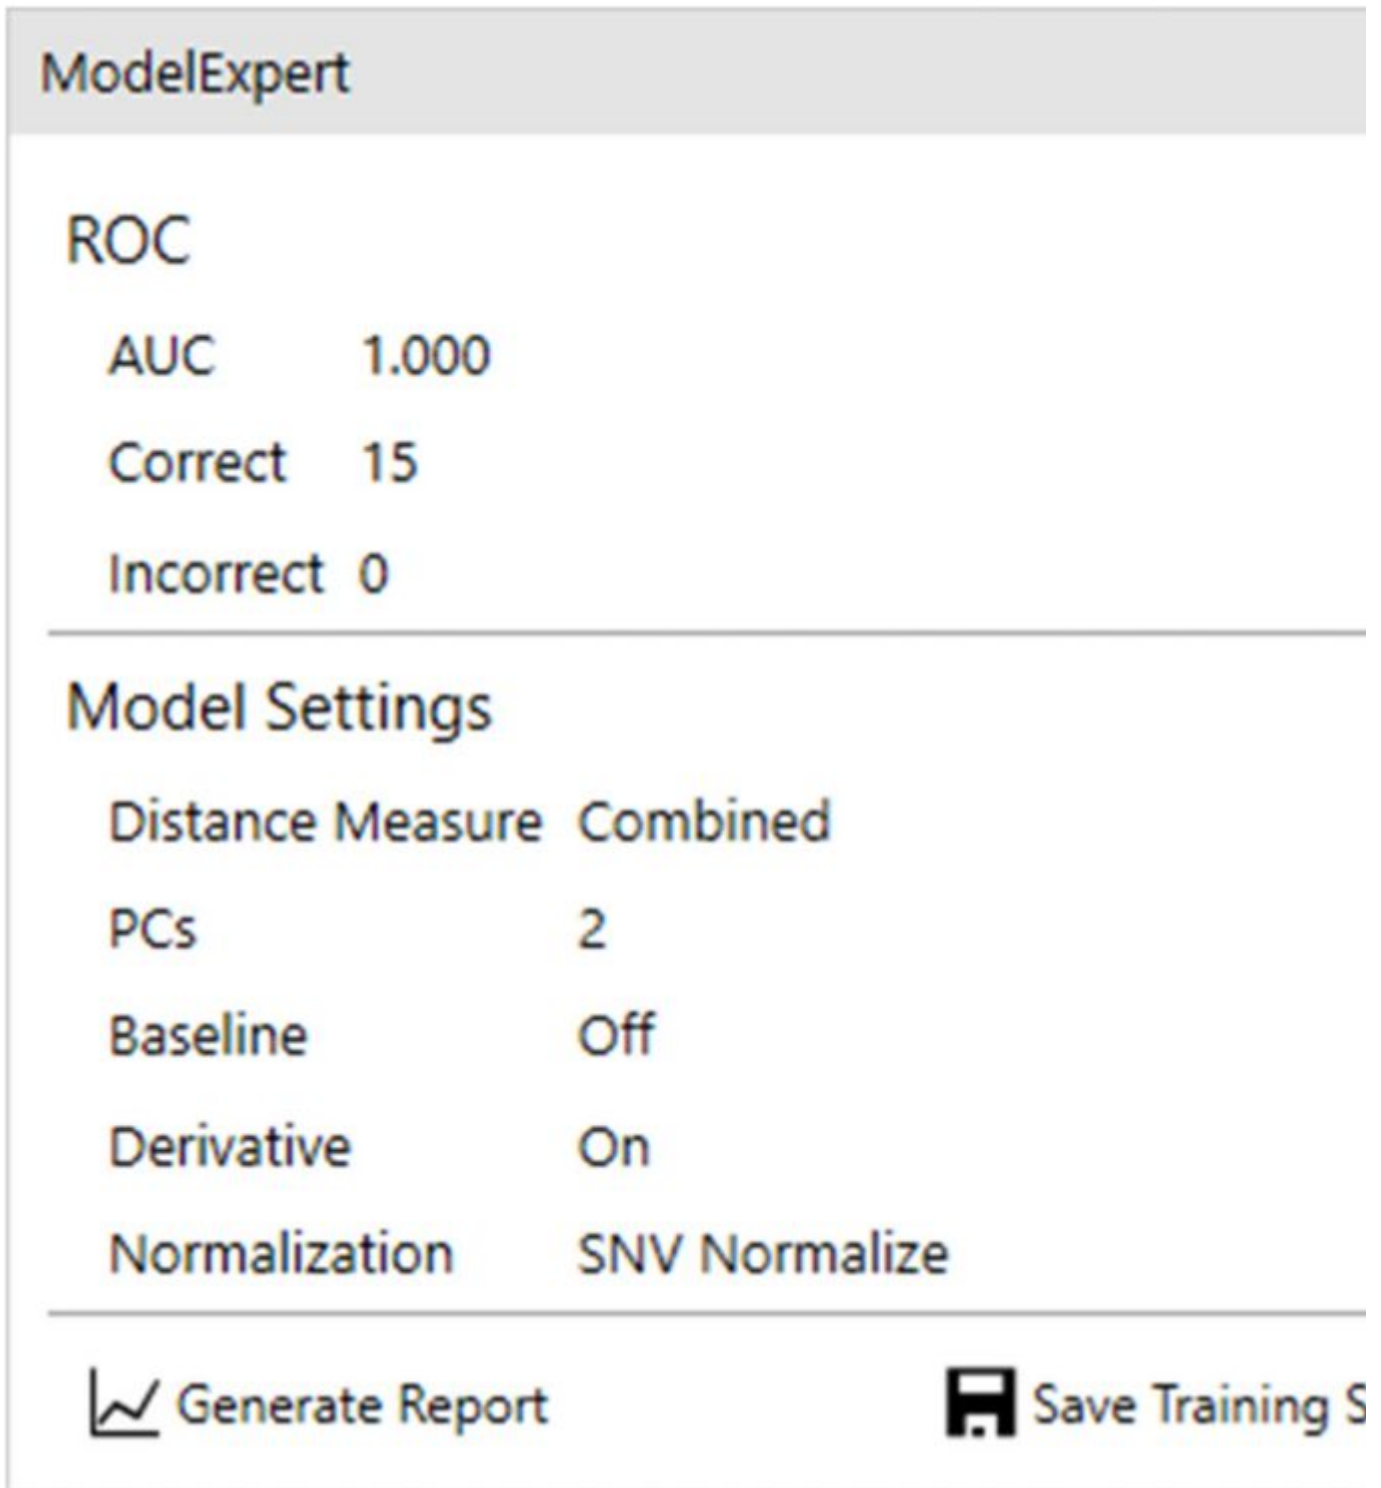 ModelExpert
ROC
AUC 1.000
Correct 15
Incorrect 0
Model Settings
Distance Measure Combined
PCs 2
Baseline Off
Derivative On
Normalization SNV Normalize
Generate Report Save Training S